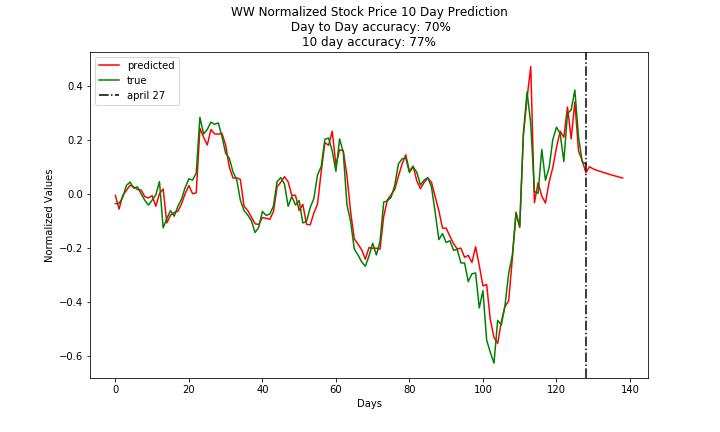 WW Normalized Stock Price 10 Day Prediction
Day to Day accuracy: 70%
10 day accuracy: 77%
predicted
true
april 27
Normalized Values
0.4
0.2
0.0
−0.2
−0.4
−0.6
0 20 40 60 80 100 120 140
Days